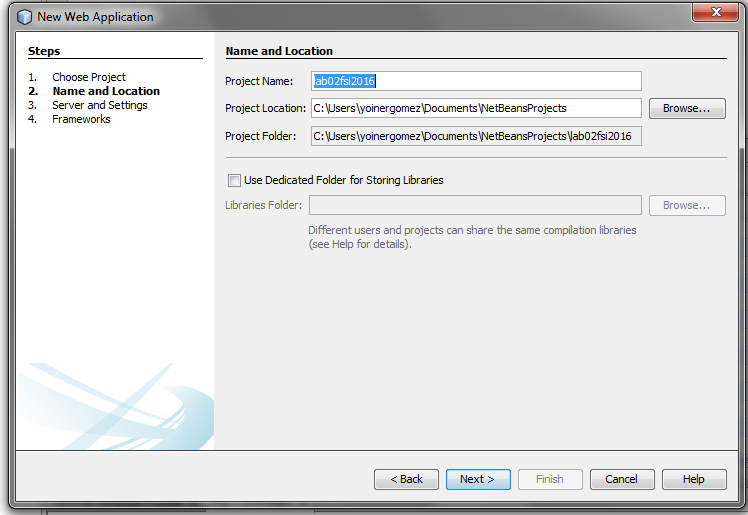 New Web Application
Steps
1. Choose Project
2. Name and Location
3. Server and Settings
4. Frameworks
Name and Location
Project Name: lab02fsi2016
Project Location: C:\Users\yoinergomez\Documents\NetBeansProjects Browse...
Project Folder: C:\Users\yoinergomez\Documents\NetBeansProjects\lab02fsi2016
Use Dedicated Folder for Storing Libraries
Libraries Folder: Browse...
Different users and projects can share the same compilation libraries
(see Help for details).
< Back Next > Finish Cancel Help